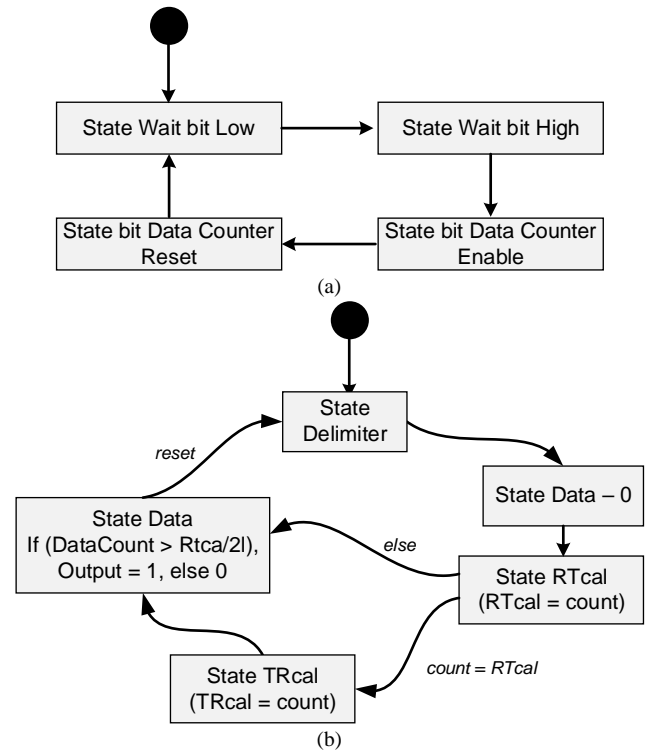 State Wait bit Low
State Wait bit High
State bit Data Counter
Reset
State bit Data Counter
Enable
(a)
State
Delimiter
reset
State Data – 0
State Data
If (DataCount > Rtca/2l),
Output = 1, else 0
else
State RTcal
(RTcal = count)
count = RTcal
State TRcal
(TRcal = count)
(b)